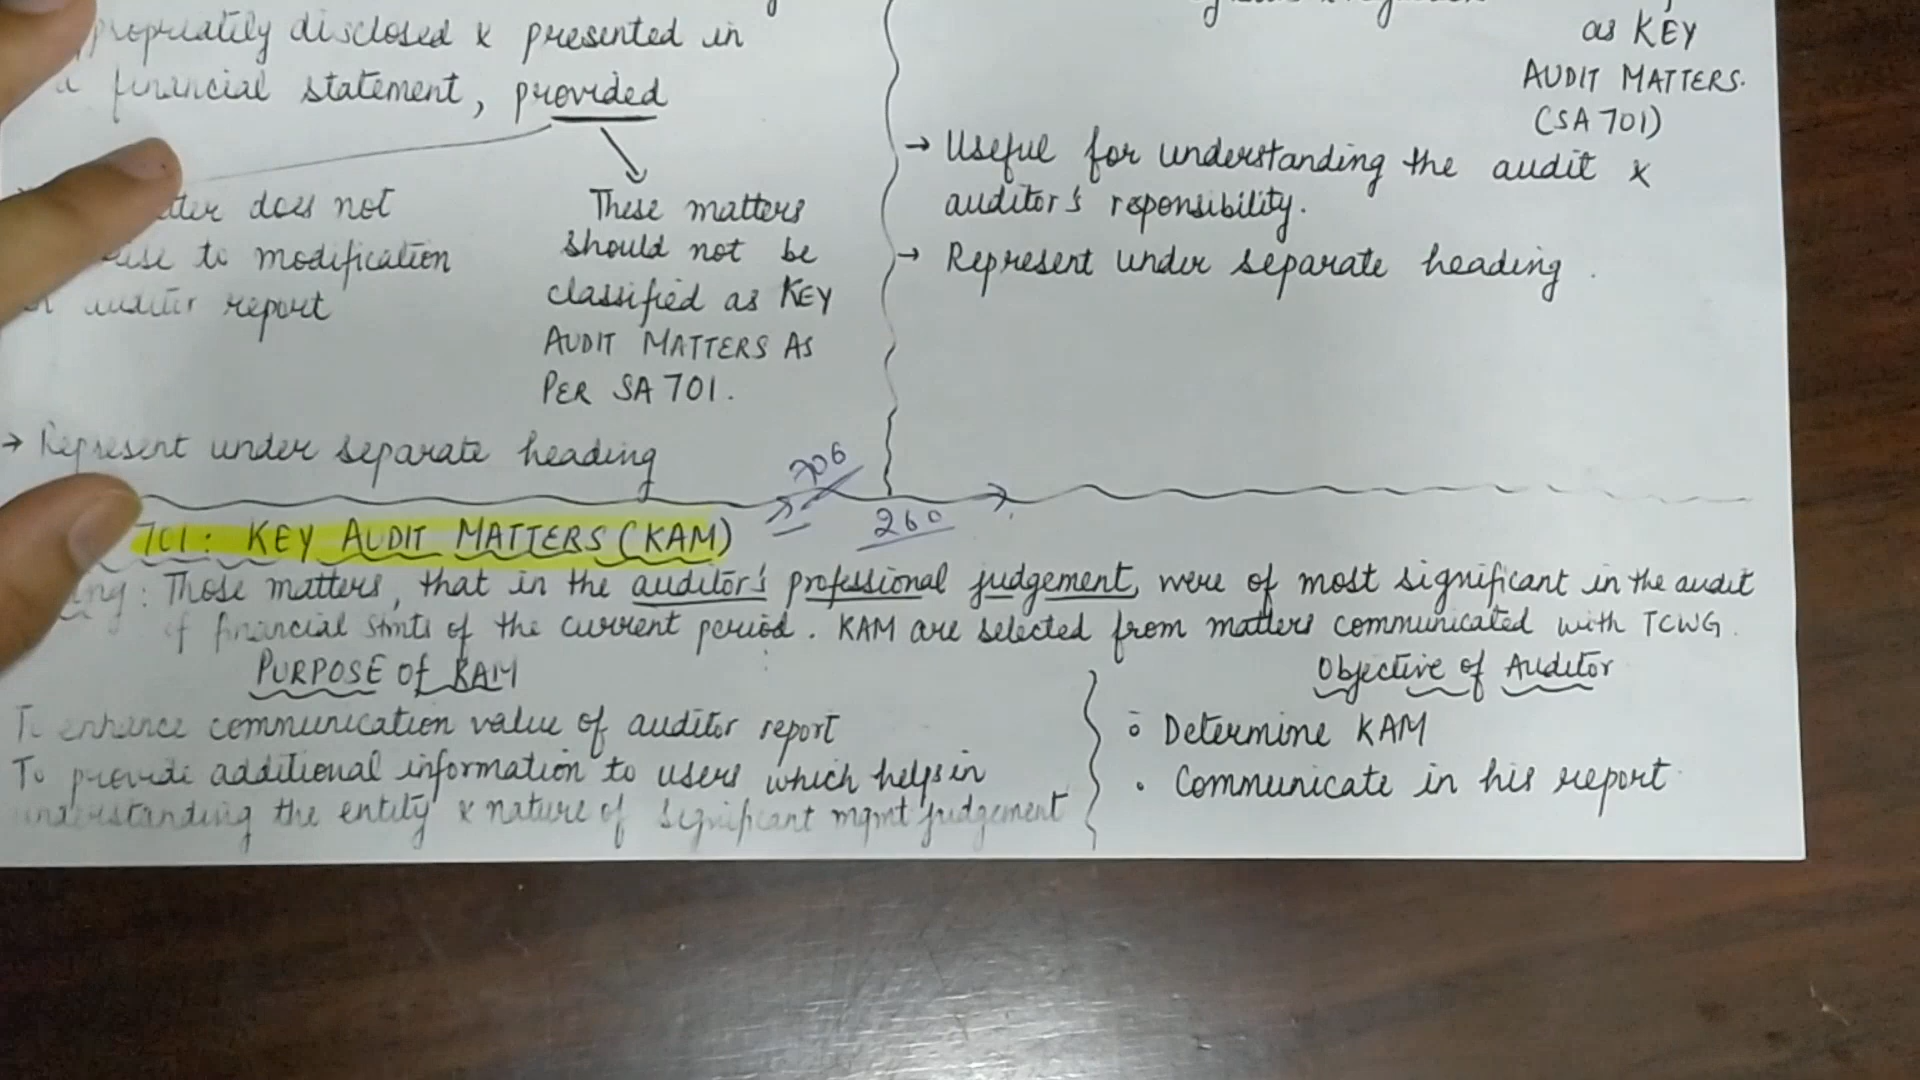 propriately disclosed x presented in
financial statement, provided
does not
to modification
report
These matters
should not be
classified as KEY
AUDIT MATTERS AS
PER SA 701.
→ Represent under separate heading
as KEY
AUDIT MATTERS.
(SA 701)
→ Useful for understanding the audit x
auditor's responsibility.
→ Represent under separate heading.
706
260
701: KEY AUDIT MATTERS (KAM)
ing: Those matters, that in the auditor's professional judgement, were of most significant in the audit
of financial stmts of the current period. KAM are selected from matters communicated with TCWG.
PURPOSE of KAM
To enhance communication value of auditor report
To provide additional information to users which helps in
understanding the entity x nature of significant mgmt judgement
Objective of Auditor
Determine KAM
• Communicate in his report